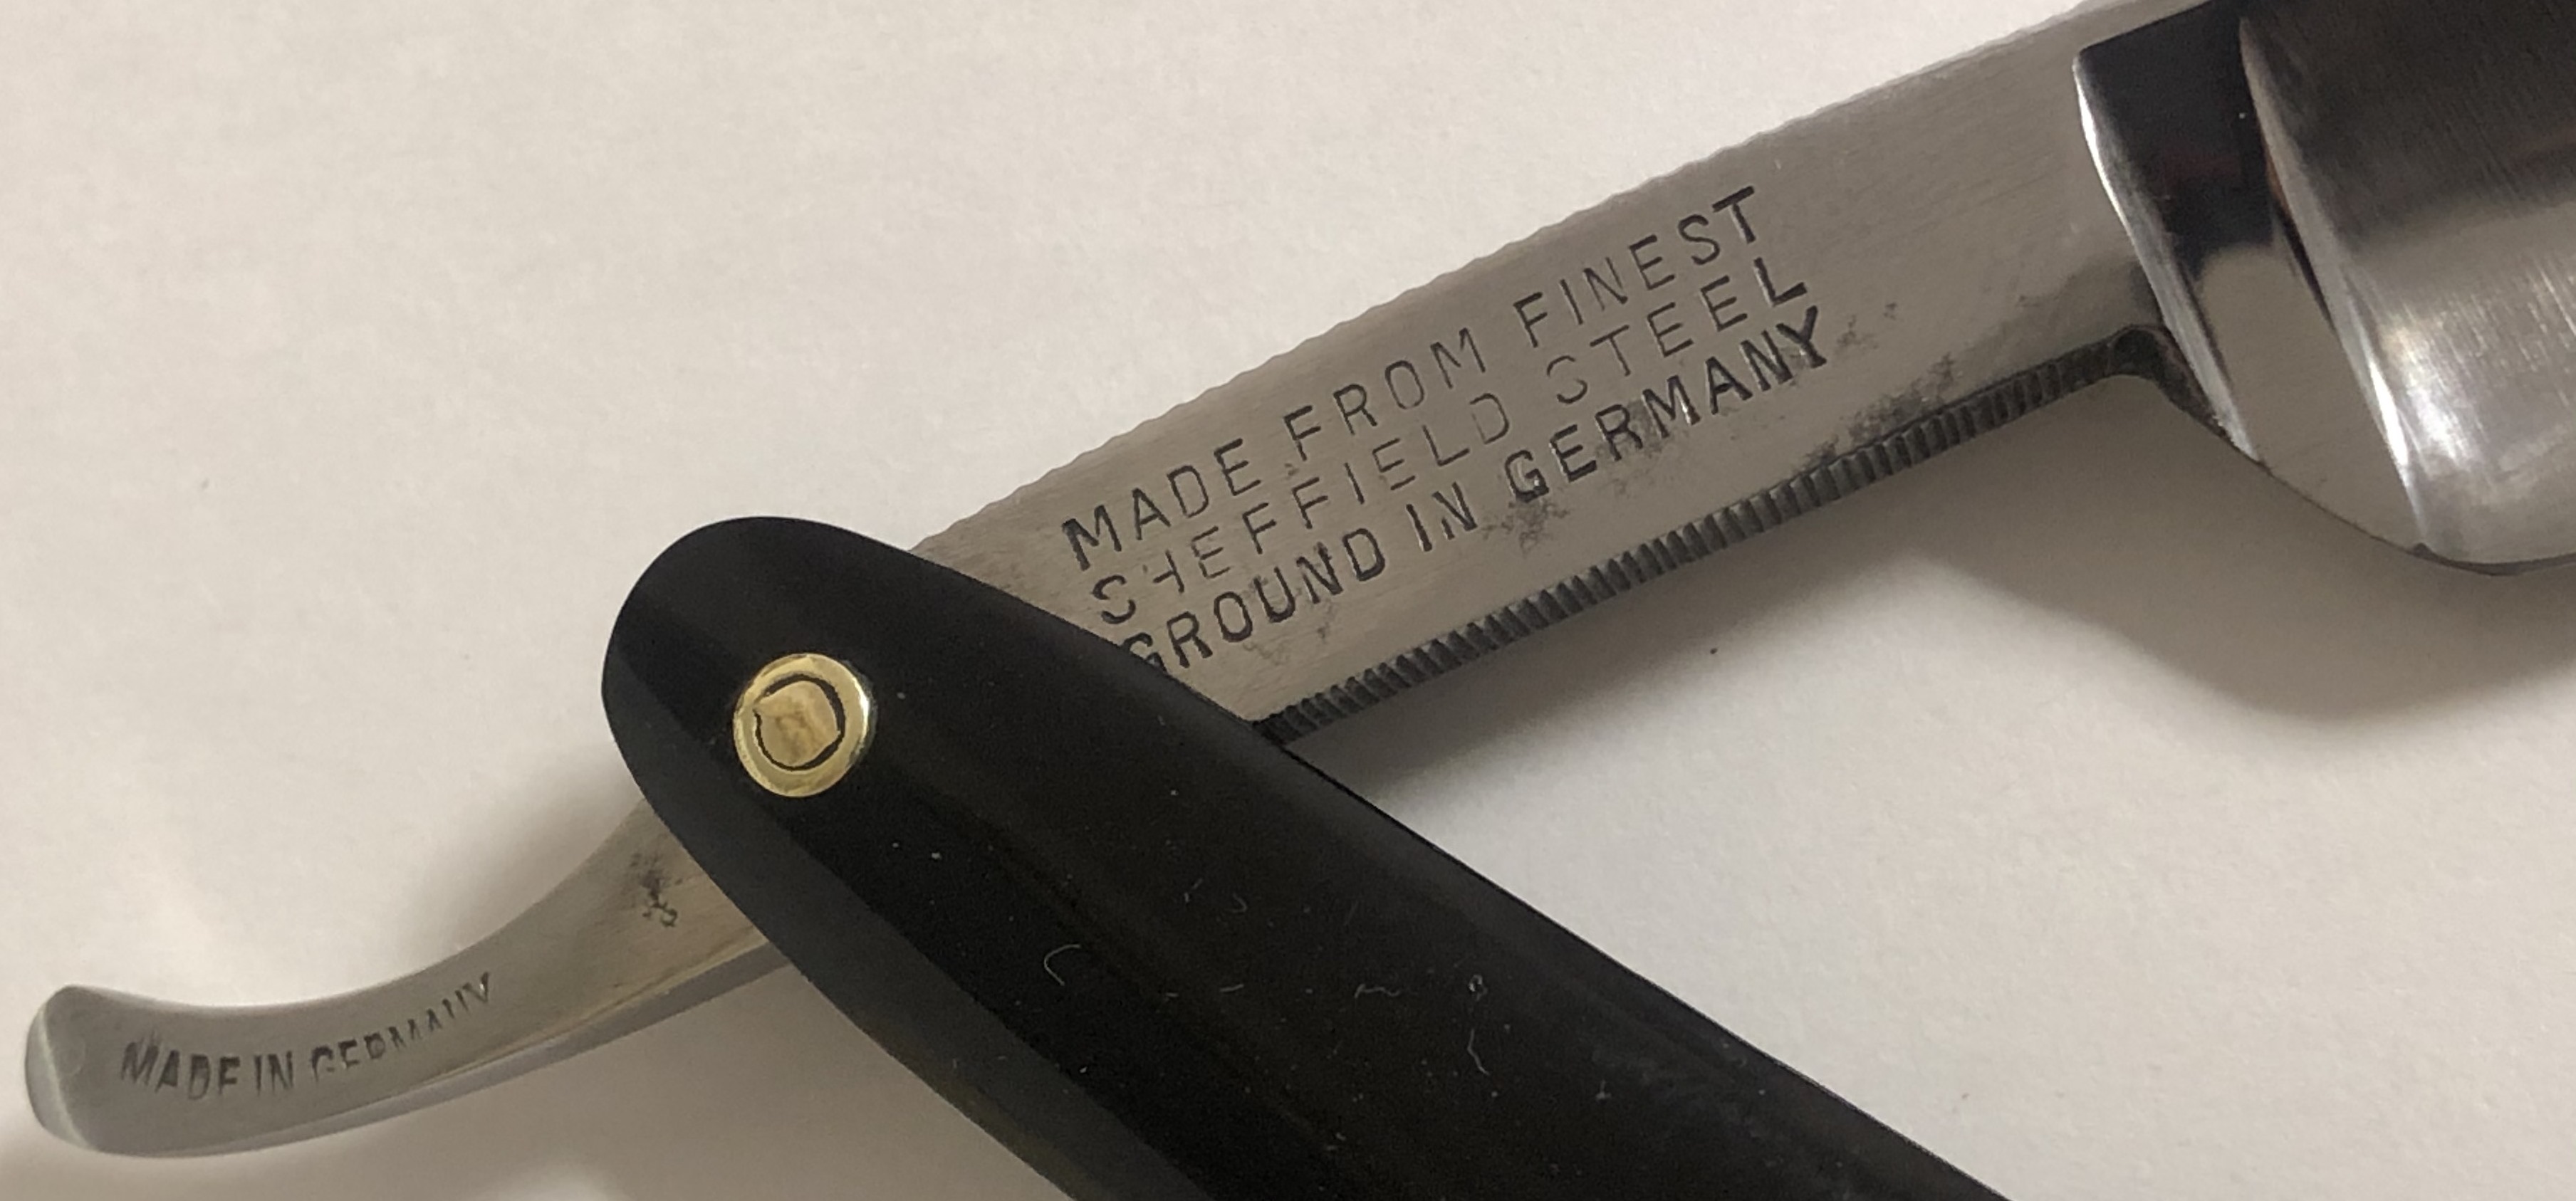 MADE FROM FINEST
SHEFFIELD STEEL
GROUND IN GERMANY
MADE IN GERMANY